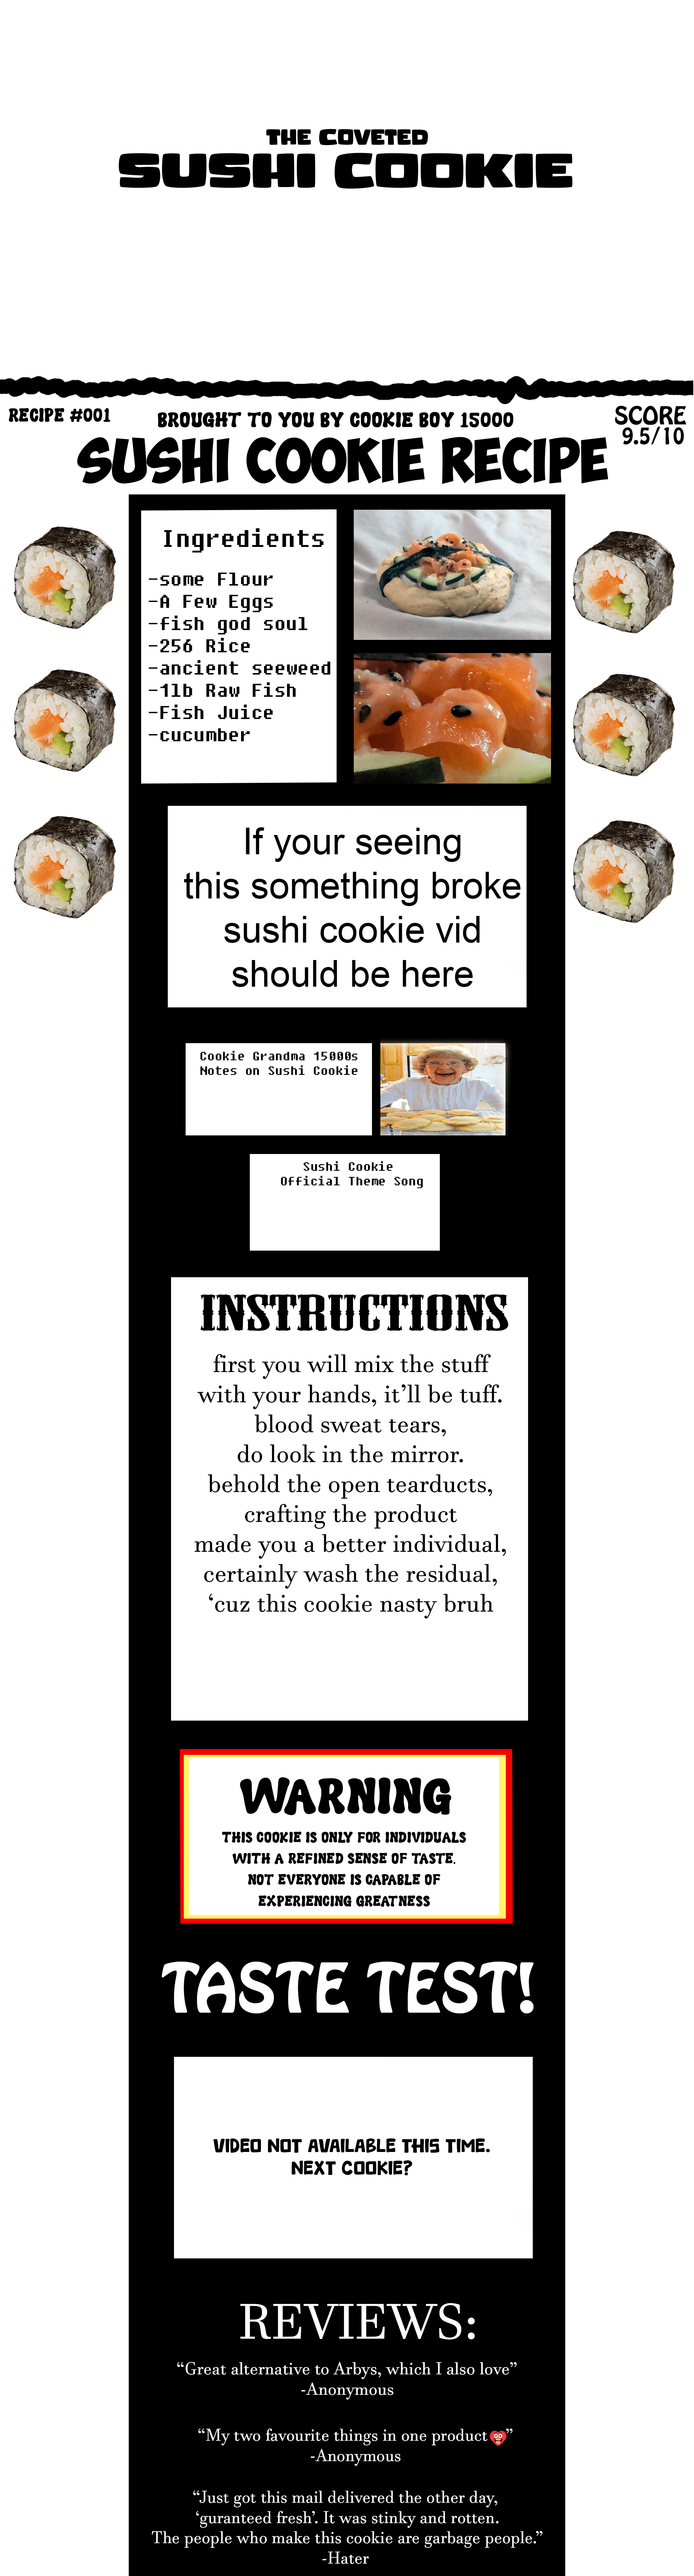 THE COVETED
SUSHI COOKIE
RECIPE #001
BROUGHT TO YOU BY COOKIE BOY 15000
SCORE
9.5/10
SUSHI COOKIE RECIPE
Ingredients
-some Flour
-A Few Eggs
-fish god soul
-256 Rice
-ancient seeweed
-1lb Raw Fish
-Fish Juice
-cucumber
If your seeing
this something broke
sushi cookie vid
should be here
Cookie Grandma 15000s
Notes on Sushi Cookie
Sushi Cookie
Official Theme Song
INSTRUCTIONS
first you will mix the stuff
with your hands, it’ll be tuff.
blood sweat tears,
do look in the mirror.
behold the open tearducts,
crafting the product
made you a better individual,
certainly wash the residual,
‘cuz this cookie nasty bruh
WARNING
THIS COOKIE IS ONLY FOR INDIVIDUALS
WITH A REFINED SENSE OF TASTE.
NOT EVERYONE IS CAPABLE OF
EXPERIENCING GREATNESS
TASTE TEST!
VIDEO NOT AVAILABLE THIS TIME.
NEXT COOKIE?
REVIEWS:
“Great alternative to Arbys, which I also love”
-Anonymous
“My two favourite things in one product”
-Anonymous
“Just got this mail delivered the other day,
‘guranteed fresh’. It was stinky and rotten.
The people who make this cookie are garbage people.”
-Hater